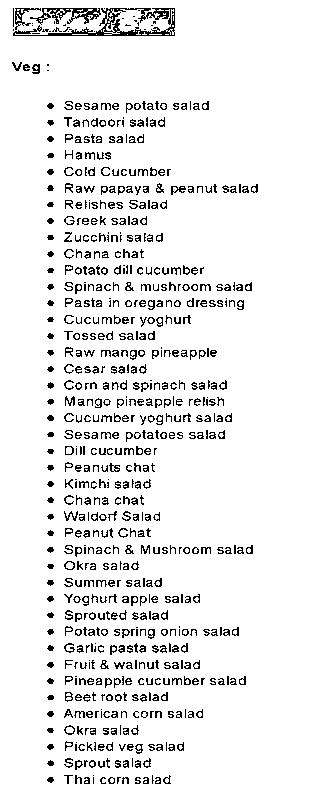 Salad Bar
Veg :
Sesame potato salad
Tandoori salad
Pasta salad
Hamus
Cold Cucumber
Raw papaya & peanut salad
Relishes Salad
Greek salad
Zucchini salad
Chana chat
Potato dill cucumber
Spinach & mushroom salad
Pasta in oregano dressing
Cucumber yoghurt
Tossed salad
Raw mango pineapple
Cesar salad
Corn and spinach salad
Mango pineapple relish
Cucumber yoghurt salad
Sesame potatoes salad
Dill cucumber
Peanuts chat
Kimchi salad
Chana chat
Waldorf Salad
Peanut Chat
Spinach & Mushroom salad
Okra salad
Summer salad
Yoghurt apple salad
Sprouted salad
Potato spring onion salad
Garlic pasta salad
Fruit & walnut salad
Pineapple cucumber salad
Beet root salad
American corn salad
Okra salad
Pickled veg salad
Sprout salad
Thai corn salad